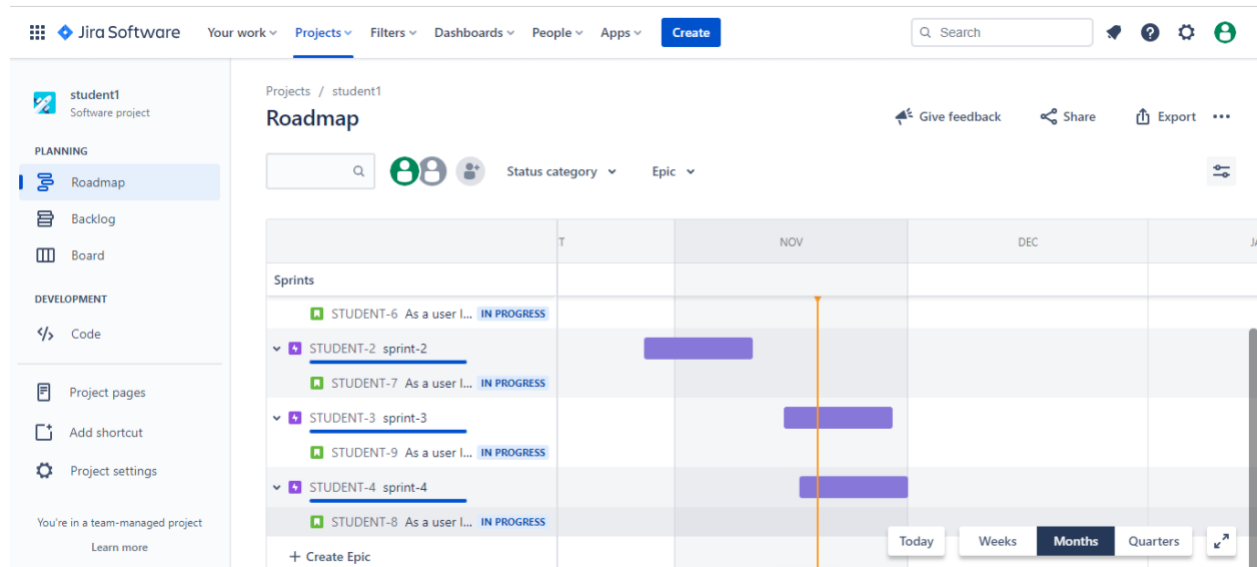 Jira Software Your work Projects Filters Dashboards People Apps Create Search
student1
Software project
PLANNING
Roadmap
Backlog
Board
DEVELOPMENT
Code
Project pages
Add shortcut
Project settings
You're in a team-managed project
Learn more
Projects / student1
Roadmap
Give feedback Share Export
Status category Epic
T NOV DEC JA
Sprints
STUDENT-6 As a user I... IN PROGRESS
STUDENT-2 sprint-2
STUDENT-7 As a user I... IN PROGRESS
STUDENT-3 sprint-3
STUDENT-9 As a user I... IN PROGRESS
STUDENT-4 sprint-4
STUDENT-8 As a user I... IN PROGRESS
+ Create Epic
Today Weeks Months Quarters